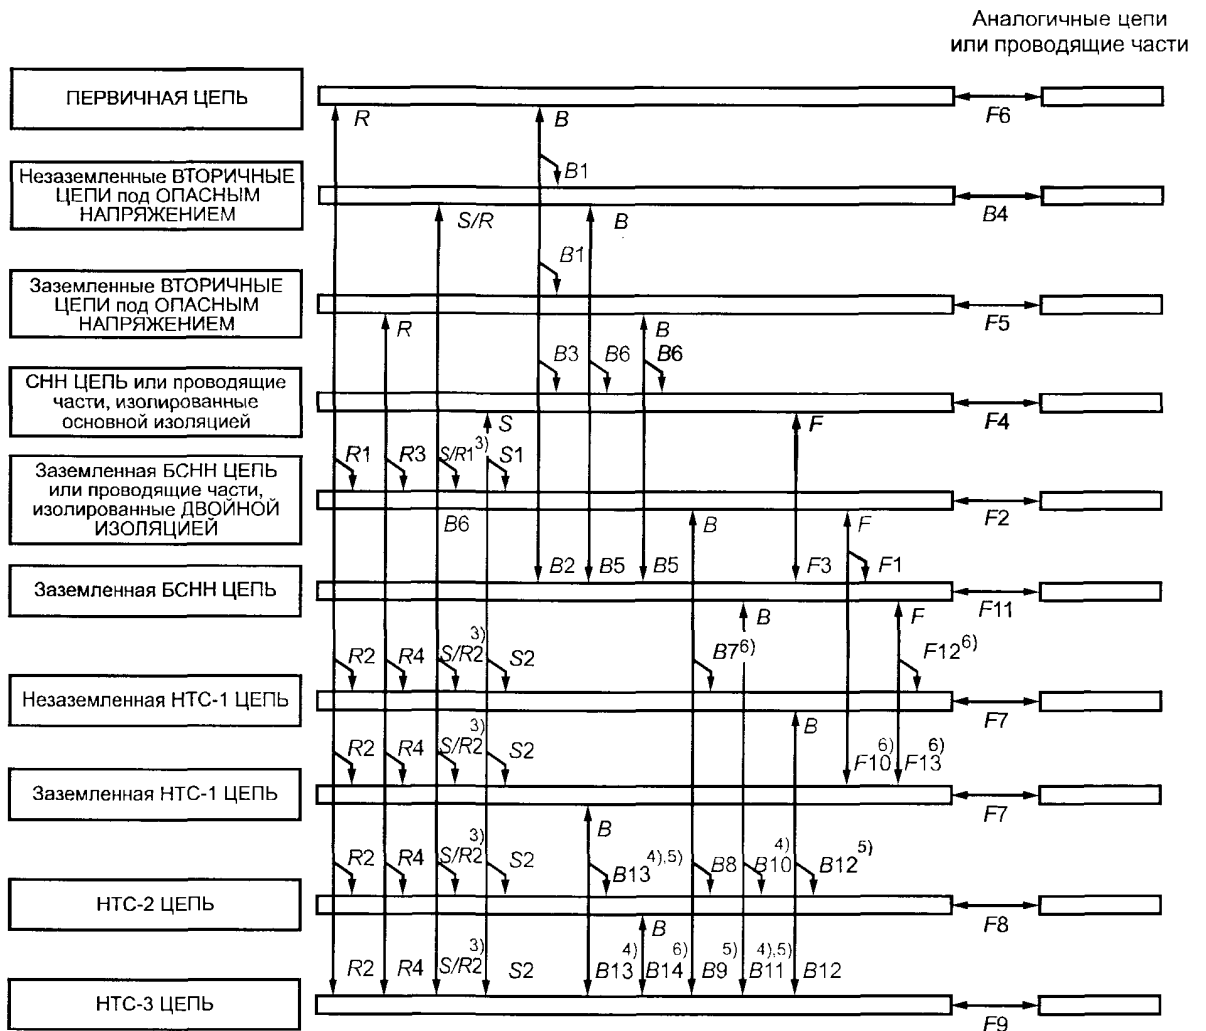 Аналогичные цепи
или проводящие части
ПЕРВИЧНАЯ ЦЕПЬ
R
B
F6
B1
Незаземленные ВТОРИЧНЫЕ
ЦЕПИ под ОПАСНЫМ
НАПРЯЖЕНИЕМ
S/R
B
B4
B1
Заземленные ВТОРИЧНЫЕ
ЦЕПИ под ОПАСНЫМ
НАПРЯЖЕНИЕМ
R
B
F5
B3 B6 B6
СНН ЦЕПЬ или проводящие
части, изолированные
основной изоляцией
S
F
F4
R1 R3 S/R1 3) S1
Заземленная БСНН ЦЕПЬ
или проводящие части,
изолированные ДВОЙНОЙ
ИЗОЛЯЦИЕЙ
B6
B
F
F2
B2 B5 B5 F3 F1
Заземленная БСНН ЦЕПЬ
B
F
F11
R2 R4 S/R2 3) S2 B7 6) F12 6)
Незаземленная НТС-1 ЦЕПЬ
B
F7
R2 R4 S/R2 3) S2 F10 6) F13 6)
Заземленная НТС-1 ЦЕПЬ
B
F7
R2 R4 S/R2 3) S2 B13 4),5) B8 B10 4) B12 5)
НТС-2 ЦЕПЬ
B
F8
R2 R4 S/R2 3) S2 B13 4) B14 6) B9 5) B11 4),5) B12
НТС-3 ЦЕПЬ
F9